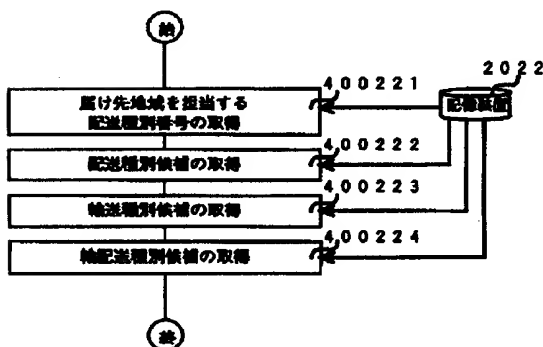 始
2022
400221
届け先地域を担当する
配送種別番号の取得
記憶装置
400222
配送種別候補の取得
400223
輸送種別候補の取得
400224
輸配送種別候補の取得
終